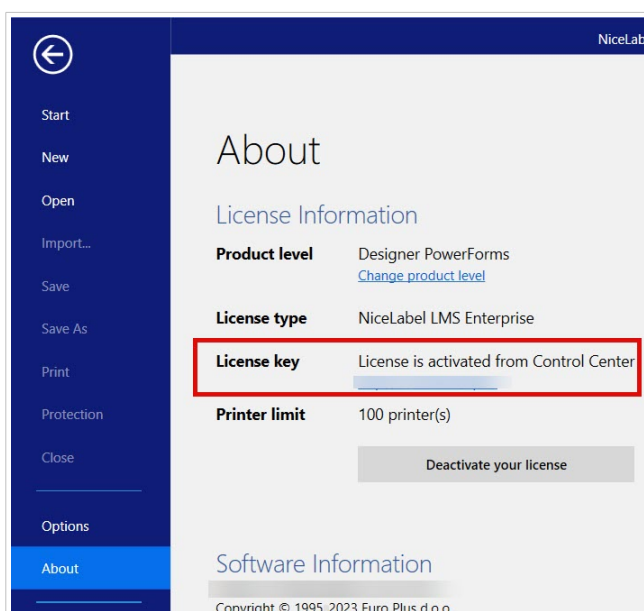 NiceLab
Start
New
Open
Import...
Save
Save As
Print
Protection
Close
Options
About
About
License Information
Product level Designer PowerForms
Change product level
License type NiceLabel LMS Enterprise
License key License is activated from Control Center
Printer limit 100 printer(s)
Deactivate your license
Software Information
Copyright © 1995-2023 Euro Plus d.o.o.